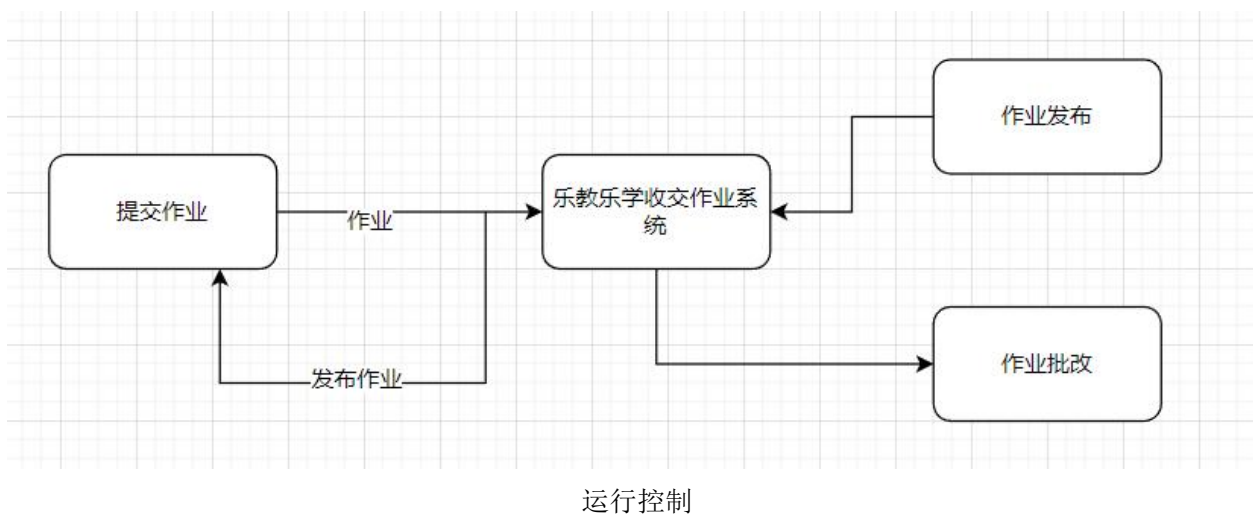 作业发布
提交作业
作业
乐教乐学收交作业系
统
发布作业
作业批改
运行控制